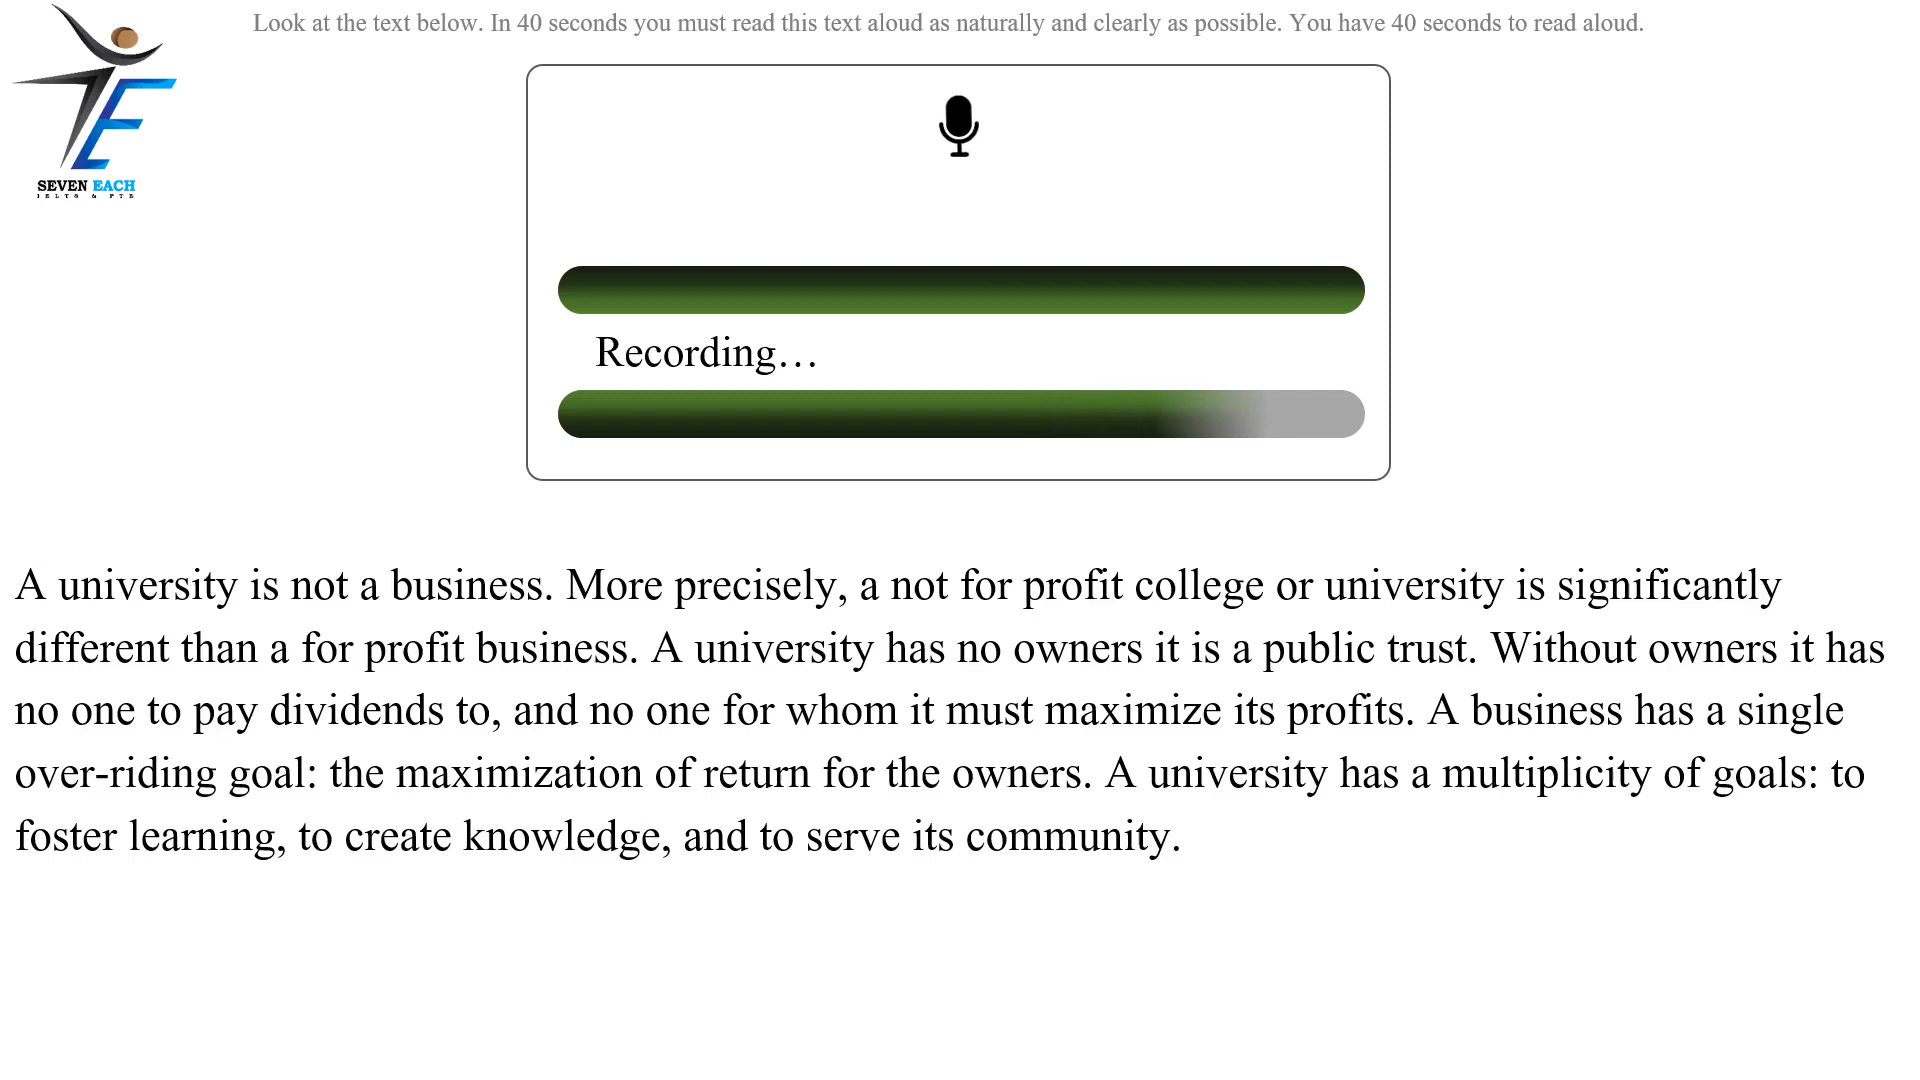 Look at the text below. In 40 seconds you must read this text aloud as naturally and clearly as possible. You have 40 seconds to read aloud.
SEVEN EACH
IELTS & PTE
Recording…
A university is not a business. More precisely, a not for profit college or university is significantly
different than a for profit business. A university has no owners it is a public trust. Without owners it has
no one to pay dividends to, and no one for whom it must maximize its profits. A business has a single
over-riding goal: the maximization of return for the owners. A university has a multiplicity of goals: to
foster learning, to create knowledge, and to serve its community.